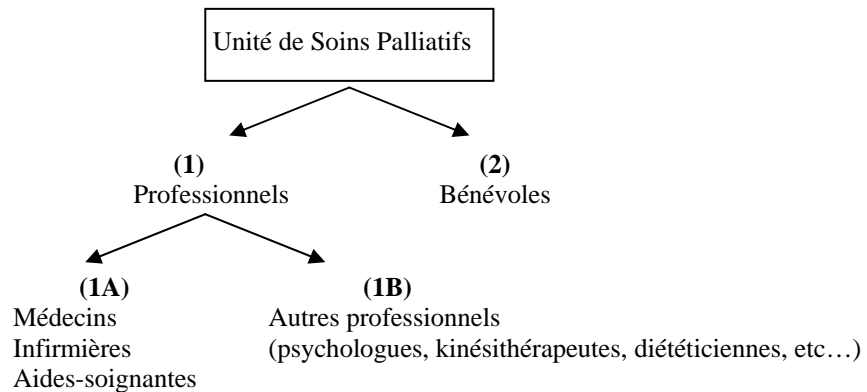 Unité de Soins Palliatifs
(1)
Professionnels
(2)
Bénévoles
(1A)
Médecins
Infirmières
Aides-soignantes
(1B)
Autres professionnels
(psychologues, kinésithérapeutes, diététiciennes, etc…)